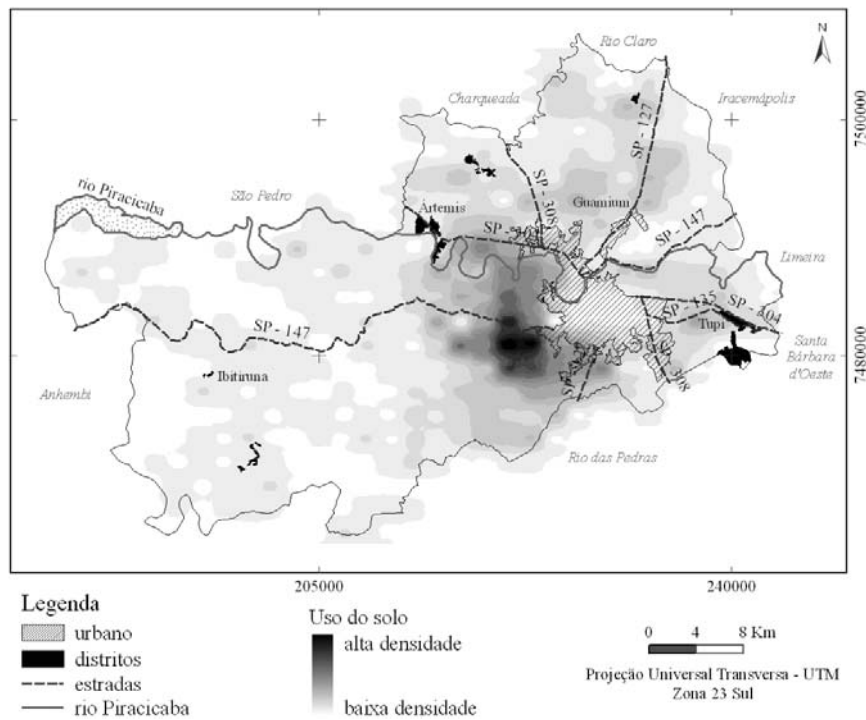 N
Rio Claro
Charqueada
Iracemápolis
7500000
SP - 127
rio Piracicaba
São Pedro
SP - 308
Guamium
Ártemis
SP - 147
Limeira
SP - 147
SP - 304
Tupi
Santa
Bárbara
d'Oeste
7480000
Ibitiruna
Anhembi
308
Rio das Pedras
205000
240000
Legenda
urbano
distritos
estradas
rio Piracicaba
Uso do solo
alta densidade
baixa densidade
0 4 8 Km
Projeção Universal Transversa - UTM
Zona 23 Sul